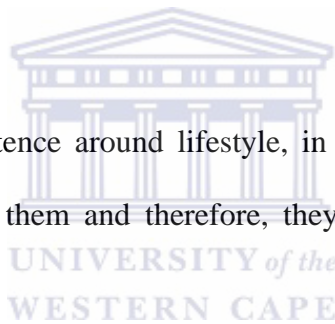 tence around lifestyle, in
them and therefore, they
UNIVERSITY of the
WESTERN CAPE